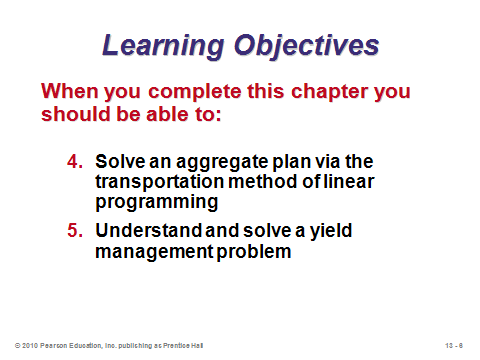 Learning Objectives
When you complete this chapter you
should be able to:
4. Solve an aggregate plan via the
transportation method of linear
programming
5. Understand and solve a yield
management problem
© 2010 Pearson Education, Inc. publishing as Prentice Hall
13 - 6